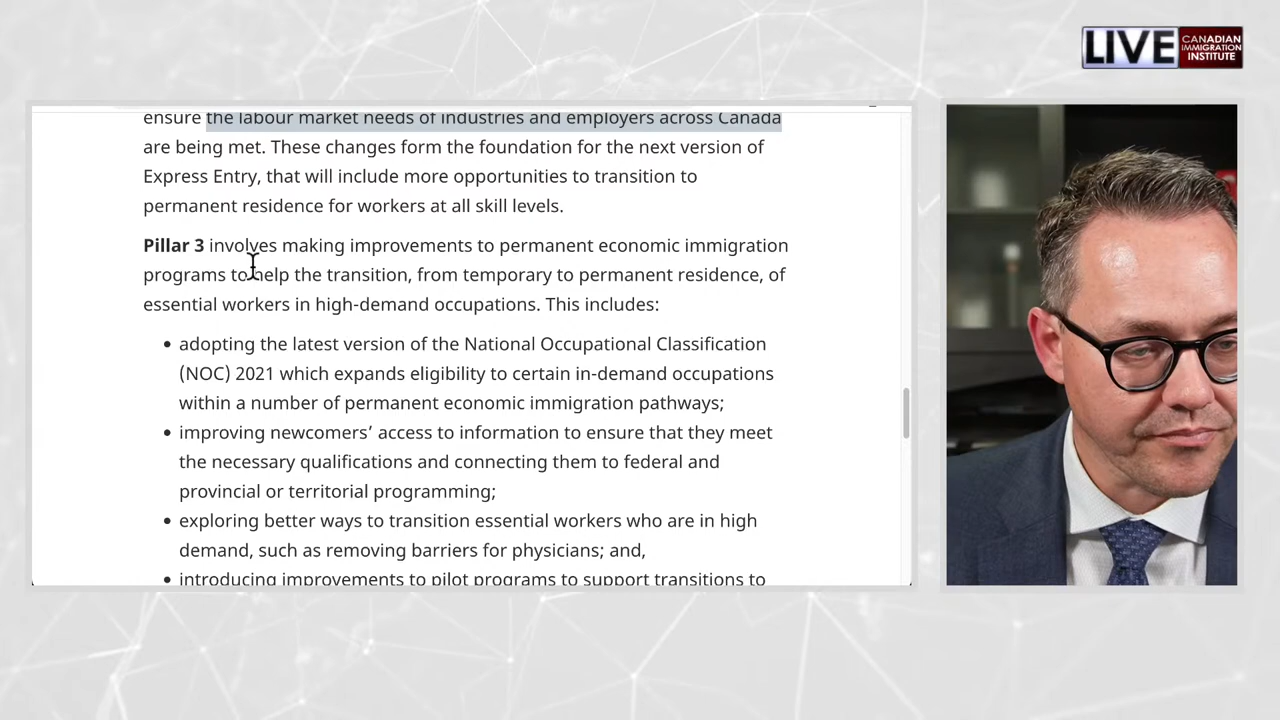 LIVE
CANADIAN
IMMIGRATION
INSTITUTE
ensure the labour market needs of industries and employers across Canada
are being met. These changes form the foundation for the next version of
Express Entry, that will include more opportunities to transition to
permanent residence for workers at all skill levels.
Pillar 3 involves making improvements to permanent economic immigration
programs to help the transition, from temporary to permanent residence, of
essential workers in high-demand occupations. This includes:
• adopting the latest version of the National Occupational Classification
(NOC) 2021 which expands eligibility to certain in-demand occupations
within a number of permanent economic immigration pathways;
• improving newcomers’ access to information to ensure that they meet
the necessary qualifications and connecting them to federal and
provincial or territorial programming;
• exploring better ways to transition essential workers who are in high
demand, such as removing barriers for physicians; and,
• introducing improvements to pilot programs to support transitions to